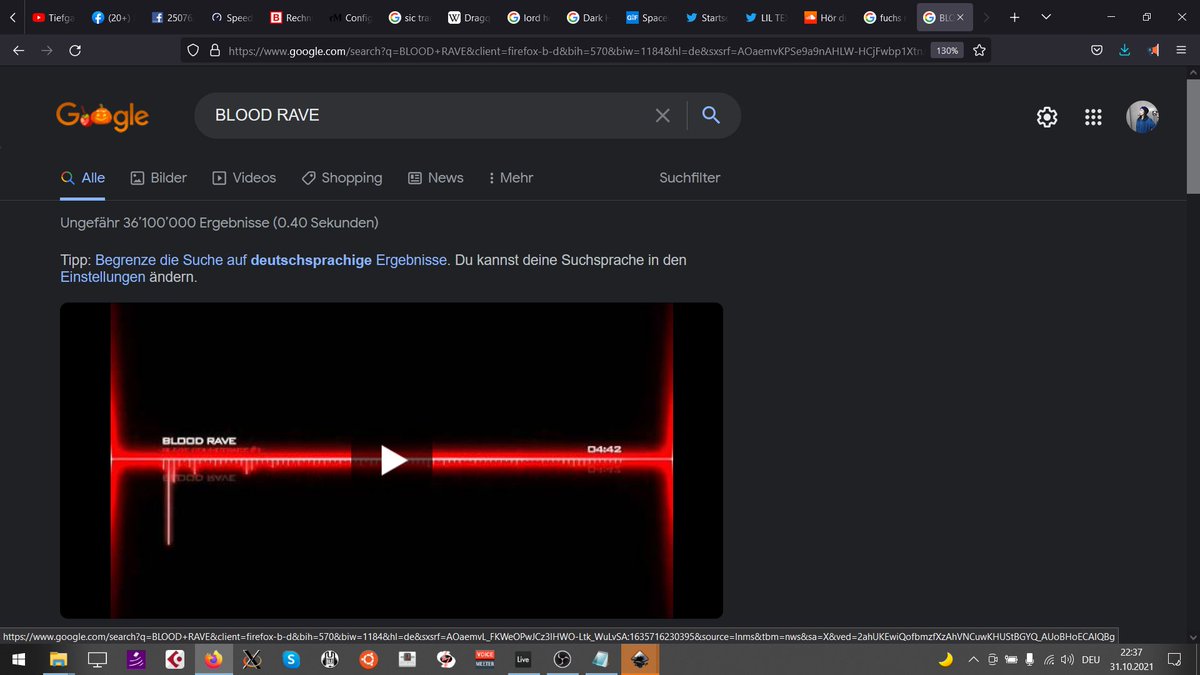 Tiefga
(20+)
25076
Speed
Rechn
Config
sic tra
Dragq
lord h
Dark H
GIF Space
Startse
LIL TE
Hör di
fuchs
BLO
https://www.google.com/search?q=BLOOD+RAVE&client=firefox-b-d&bih=570&biw=1184&hl=de&sxsrf=AOaemvKPSe9a9nAHLW-HCjFwbp1Xtn
130%
Google
BLOOD RAVE
Alle
Bilder
Videos
Shopping
News
Mehr
Suchfilter
Ungefähr 36’100’000 Ergebnisse (0.40 Sekunden)
Tipp: Begrenze die Suche auf deutschsprachige Ergebnisse. Du kannst deine Suchsprache in den
Einstellungen ändern.
BLOOD RAVE
04:42
https://www.google.com/search?q=BLOOD+RAVE&client=firefox-b-d&bih=570&biw=1184&hl=de&sxsrf=AOaemvL_FKWeOPwJCz3IHWO-Ltk_WuLvSA:1635716230395&source=lnms&tbm=nws&sa=X&ved=2ahUKEwiQofbmzfXzAhVNCuwKHUStBGYQ_AUoBHoECAIQBg
VOICE
MEETER
Live
DEU
22:37
31.10.2021